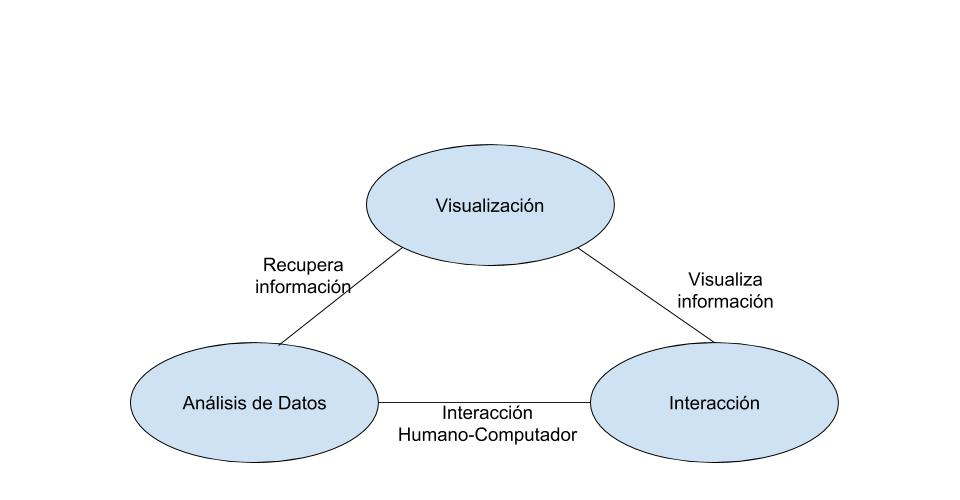 Visualización
Recupera
información
Visualiza
información
Análisis de Datos
Interacción
Humano-Computador
Interacción